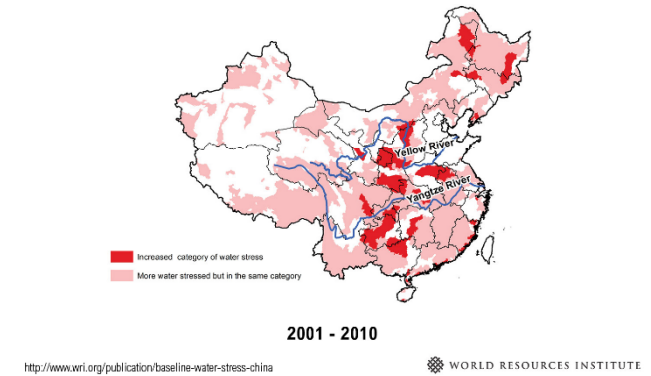 Yellow River
Yangtze River
Increased category of water stress
More water stressed but in the same category
2001 - 2010
http://www.wri.org/publication/baseline-water-stress-china
WORLD RESOURCES INSTITUTE